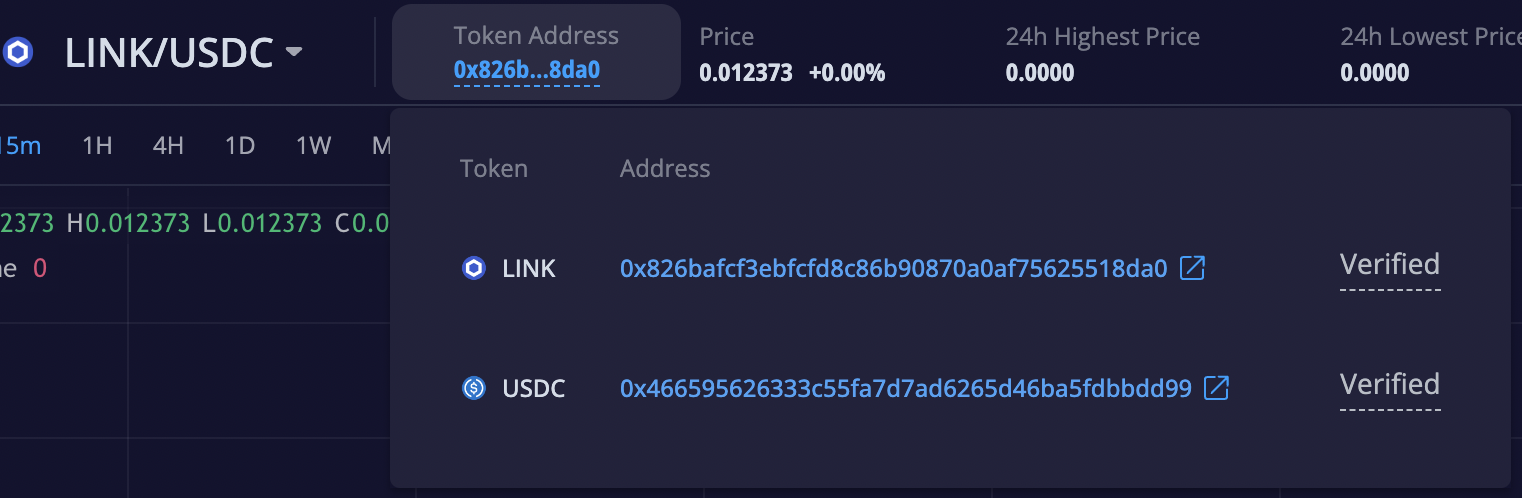 LINK/USDC
Token Address
0x826b...8da0
Price
0.012373 +0.00%
24h Highest Price
0.0000
24h Lowest Price
0.0000
15m 1H 4H 1D 1W M
2373 H0.012373 L0.012373 C0.0
0
Token Address
LINK 0x826bafcf3ebfcfd8c86b90870a0af75625518da0 Verified
USDC 0x466595626333c55fa7d7ad6265d46ba5fdbbdd99 Verified